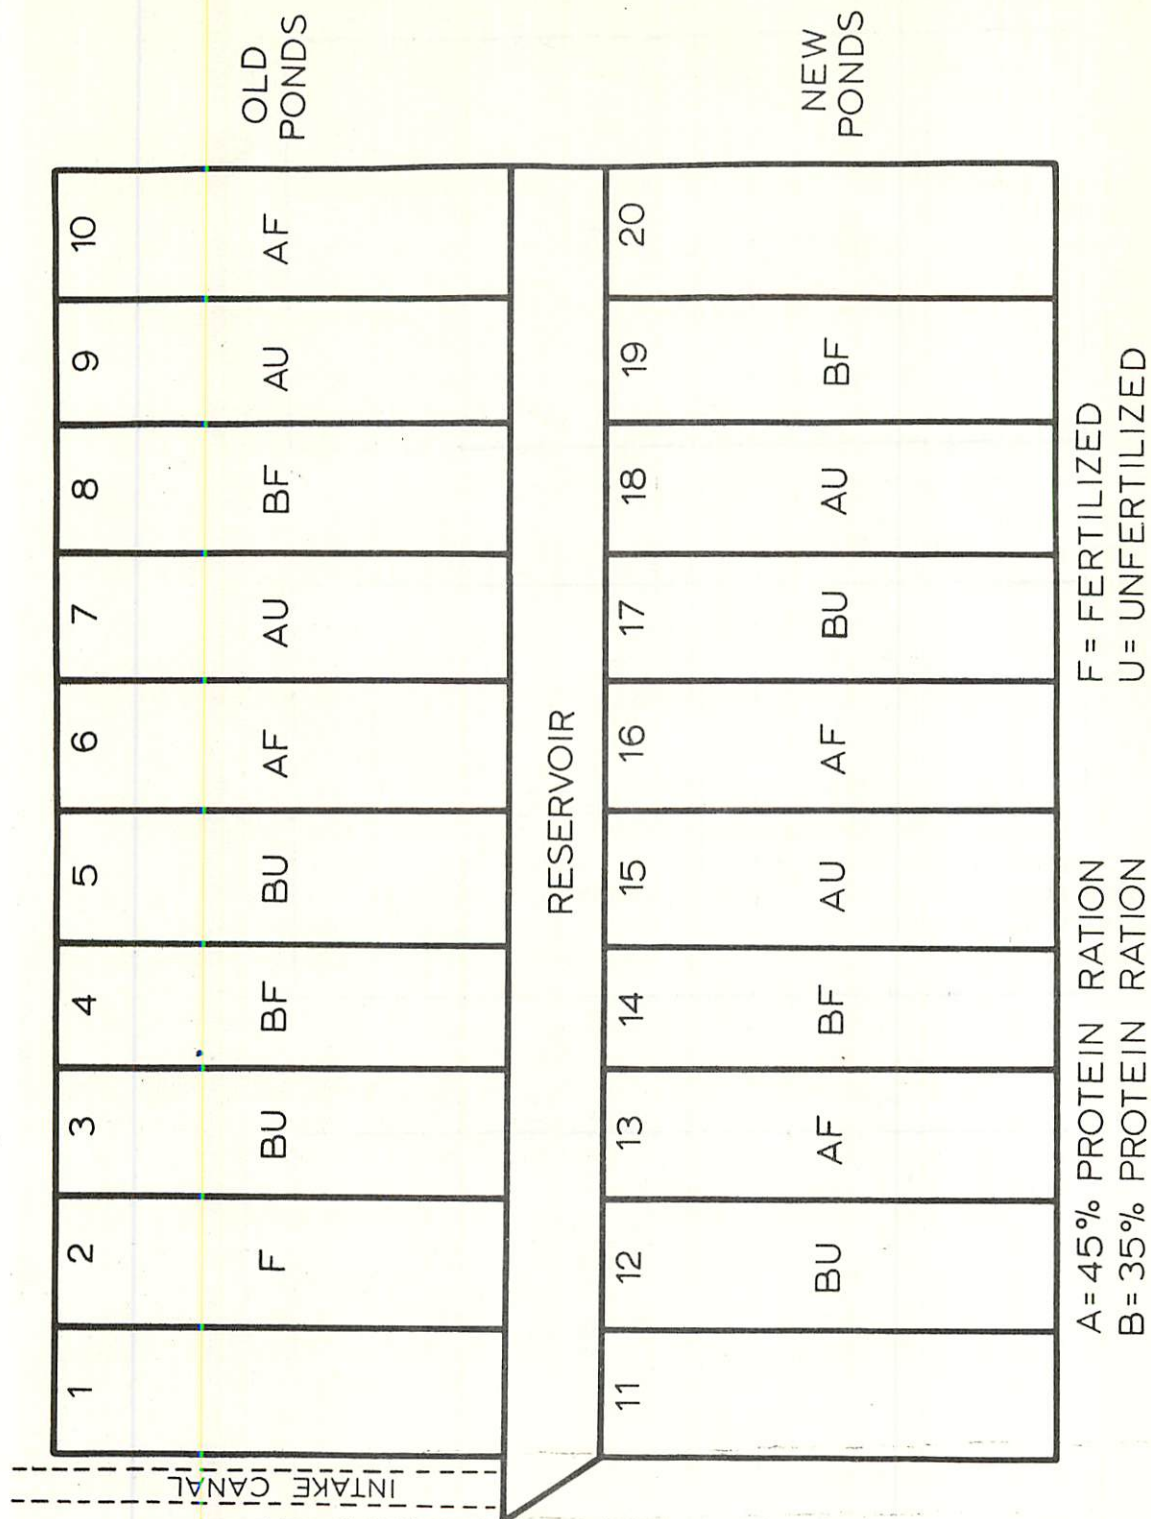 1 2 3 4 5 6 7 8 9 10
F BU BF BU AF AU BF AU AF
OLD
PONDS
INTAKE CANAL
RESERVOIR
11 12 13 14 15 16 17 18 19 20
BU AF BF AU AF BU AU BF
NEW
PONDS
A = 45% PROTEIN RATION
B = 35% PROTEIN RATION
F = FERTILIZED
U = UNFERTILIZED